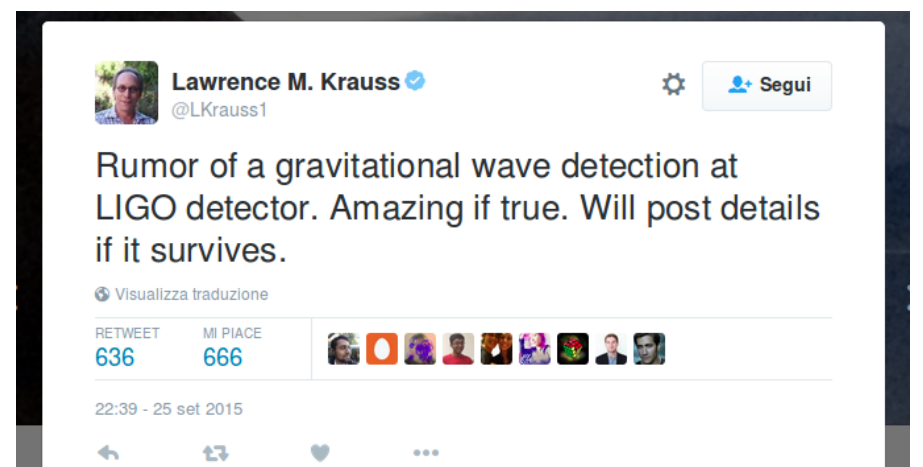 Lawrence M. Krauss
@LKrauss1
Segui
Rumor of a gravitational wave detection at
LIGO detector. Amazing if true. Will post details
if it survives.
Visualizza traduzione
RETWEET MI PIACE
636 666
22:39 - 25 set 2015